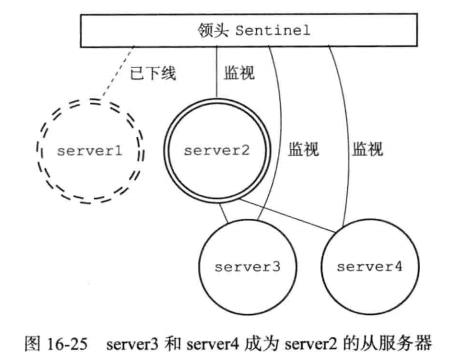 领头 Sentinel
已下线
监视
server1
server2
监视
监视
server3
server4
图 16-25 server3 和 server4 成为 server2 的从服务器